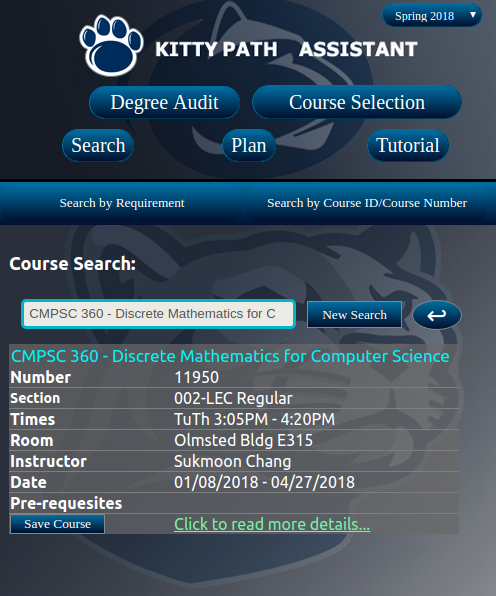 Spring 2018 ▼
KITTY PATH ASSISTANT
Degree Audit Course Selection
Search Plan Tutorial
Search by Requirement Search by Course ID/Course Number
Course Search:
CMPSC 360 - Discrete Mathematics for C New Search ↩
CMPSC 360 - Discrete Mathematics for Computer Science
Number 11950
Section 002-LEC Regular
Times TuTh 3:05PM - 4:20PM
Room Olmsted Bldg E315
Instructor Sukmoon Chang
Date 01/08/2018 - 04/27/2018
Pre-requesites
Save Course Click to read more details...